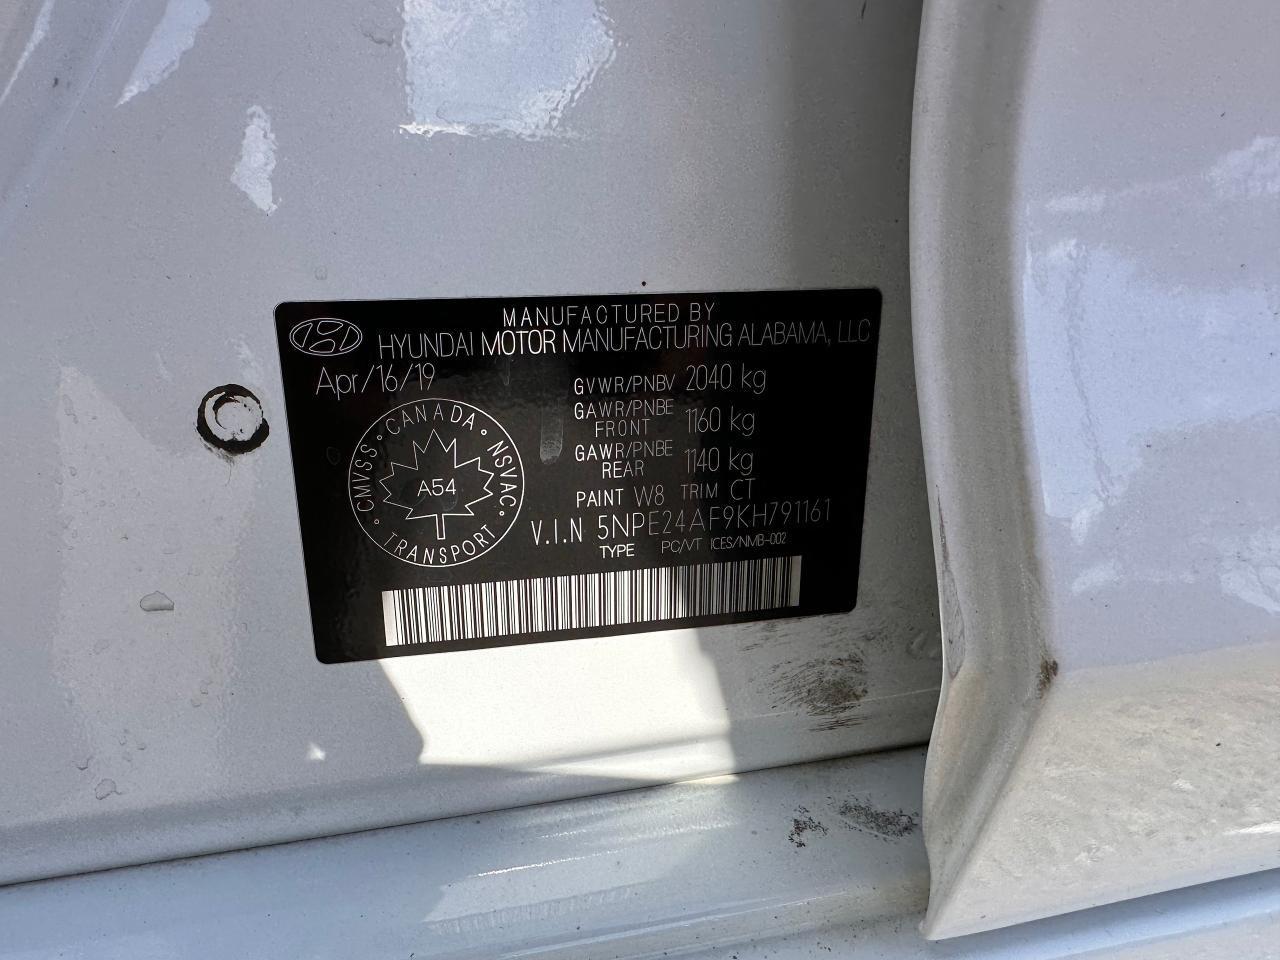 MANUFACTURED BY
HYUNDAI MOTOR MANUFACTURING ALABAMA, LLC
Apr/16/19
GVWR/PNBV 2040 kg
GAWR/PNBE FRONT 1160 kg
GAWR/PNBE REAR 1140 kg
PAINT W8 TRIM CT
V.I.N 5NPE24AF9KH791161
TYPE PC/VT ICES/NMB-002
CANADA • NSVAC • TRANSPORT • CMVSS •
A54